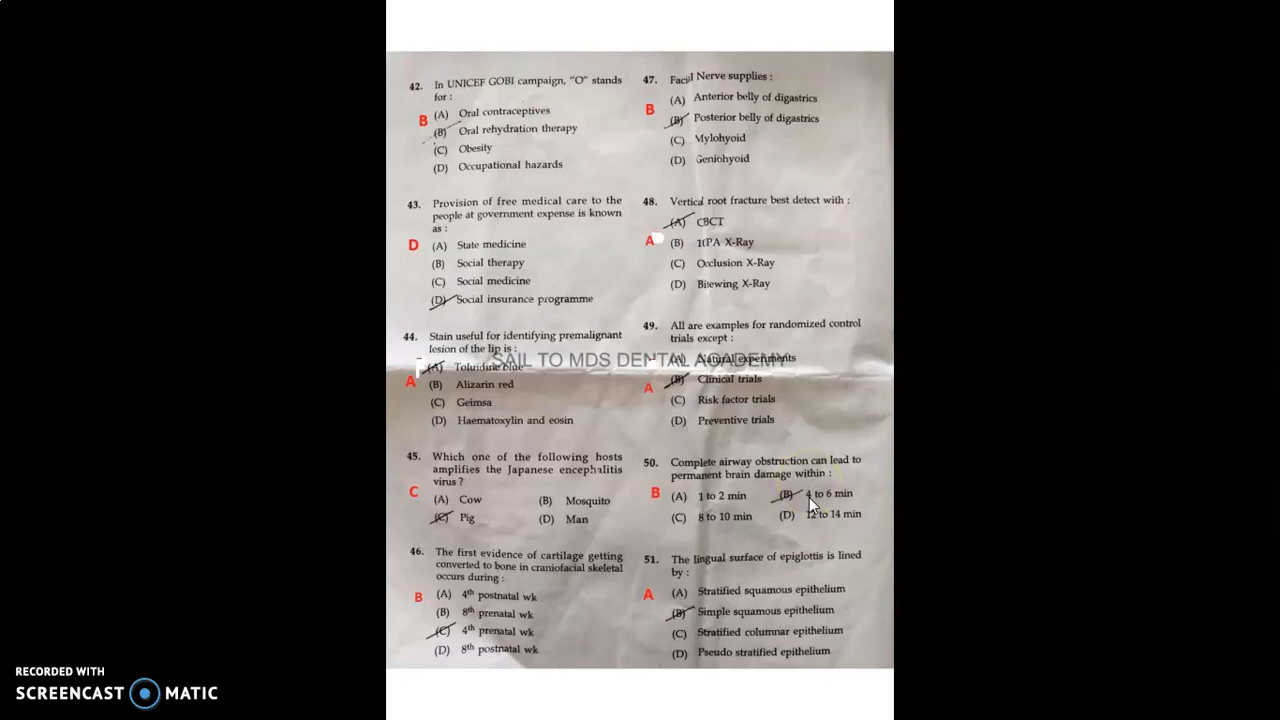 42. In UNICEF GOBI campaign, "O" stands
for :
B
(A) Oral contraceptives
(B) Oral rehydration therapy
(C) Obesity
(D) Occupational hazards
43. Provision of free medical care to the
people at government expense is known
as :
D
(A) State medicine
(B) Social therapy
(C) Social medicine
(D) Social insurance programme
44. Stain useful for identifying premalignant
lesion of the lip is :
(A) Toluidine blue
A
(B) Alizarin red
(C) Geimsa
(D) Haematoxylin and eosin
45. Which one of the following hosts
amplifies the Japanese encephalitis
virus ?
C
(A) Cow (B) Mosquito
(C) Pig (D) Man
46. The first evidence of cartilage getting
converted to bone in craniofacial skeletal
occurs during :
B
(A) 4th postnatal wk
(B) 8th prenatal wk
(C) 4th prenatal wk
(D) 8th postnatal wk
47. Facial Nerve supplies :
B
(A) Anterior belly of digastrics
(B) Posterior belly of digastrics
(C) Mylohyoid
(D) Geniohyoid
48. Vertical root fracture best detect with :
(A) CBCT
A
(B) IOPA X-Ray
(C) Occlusion X-Ray
(D) Bitewing X-Ray
49. All are examples for randomized control
trials except :
(A) Natural experiments
A
(B) Clinical trials
(C) Risk factor trials
(D) Preventive trials
50. Complete airway obstruction can lead to
permanent brain damage within :
B
(A) 1 to 2 min (B) 4 to 6 min
(C) 8 to 10 min (D) 12 to 14 min
51. The lingual surface of epiglottis is lined
by :
A
(A) Stratified squamous epithelium
(B) Simple squamous epithelium
(C) Stratified columnar epithelium
(D) Pseudo stratified epithelium
SAIL TO MDS DENTAL ACADEMY
RECORDED WITH
SCREENCAST MATIC